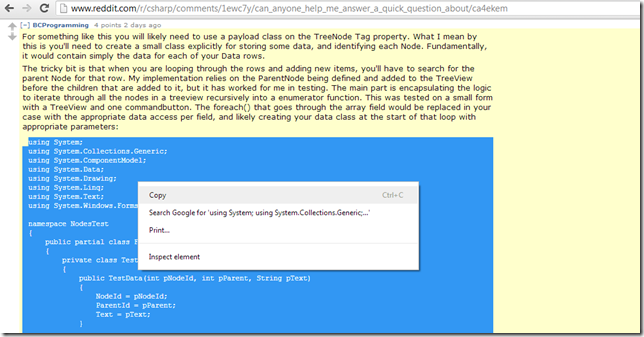 www.reddit.com/r/csharp/comments/1ewc7y/can_anyone_help_me_answer_a_quick_question_about/ca4ekem
[–] BCProgramming 4 points 2 days ago
For something like this you will likely need to use a payload class on the TreeNode Tag property. What I mean by
this is you'll need to create a small class explicitly for storing some data, and identifying each Node. Fundamentally,
it would contain simply the data for each of your Data rows.
The tricky bit is that when you are looping through the rows and adding new items, you'll have to search for the
parent Node for that row. My implementation relies on the ParentNode being defined and added to the TreeView
before the children that are added to it, but it has worked for me in testing. The main part is encapsulating the logic
to iterate through all the nodes in a treeview recursively into a enumerator function. This was tested on a small form
with a TreeView and one commandbutton. The foreach() that goes through the array field would be replaced in your
case with the appropriate data access per field, and likely creating your data class at the start of that loop with
appropriate parameters:
using System;
using System.Collections.Generic;
using System.ComponentModel;
using System.Data;
using System.Drawing;
using System.Linq;
using System.Text;
using System.Windows.Forms
Copy Ctrl+C
Search Google for 'using System; using System.Collections.Generic;...'
Print...
Inspect element
namespace NodesTest
{
public partial class F
{
private class Test
{
public TestData(int pNodeId, int pParent, String pText)
{
NodeId = pNodeId;
ParentId = pParent;
Text = pText;
}